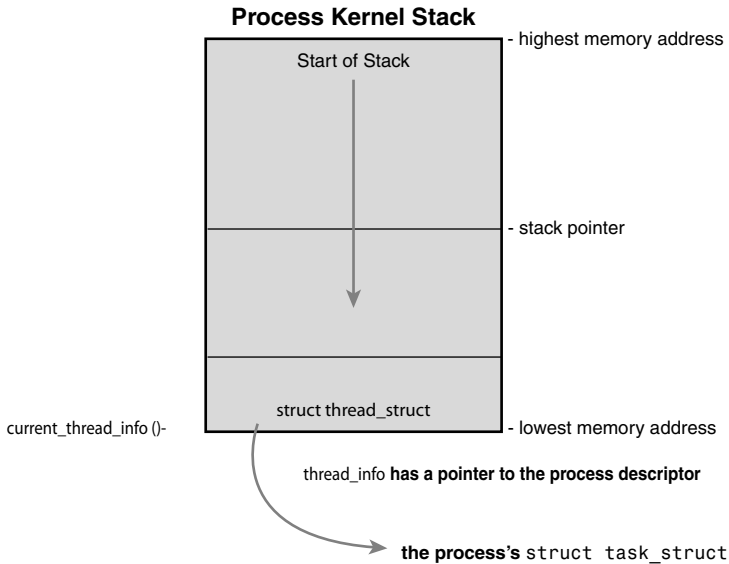 Process Kernel Stack
- highest memory address
Start of Stack
- stack pointer
struct thread_struct
current_thread_info ()-
- lowest memory address
thread_info has a pointer to the process descriptor
the process's struct task_struct